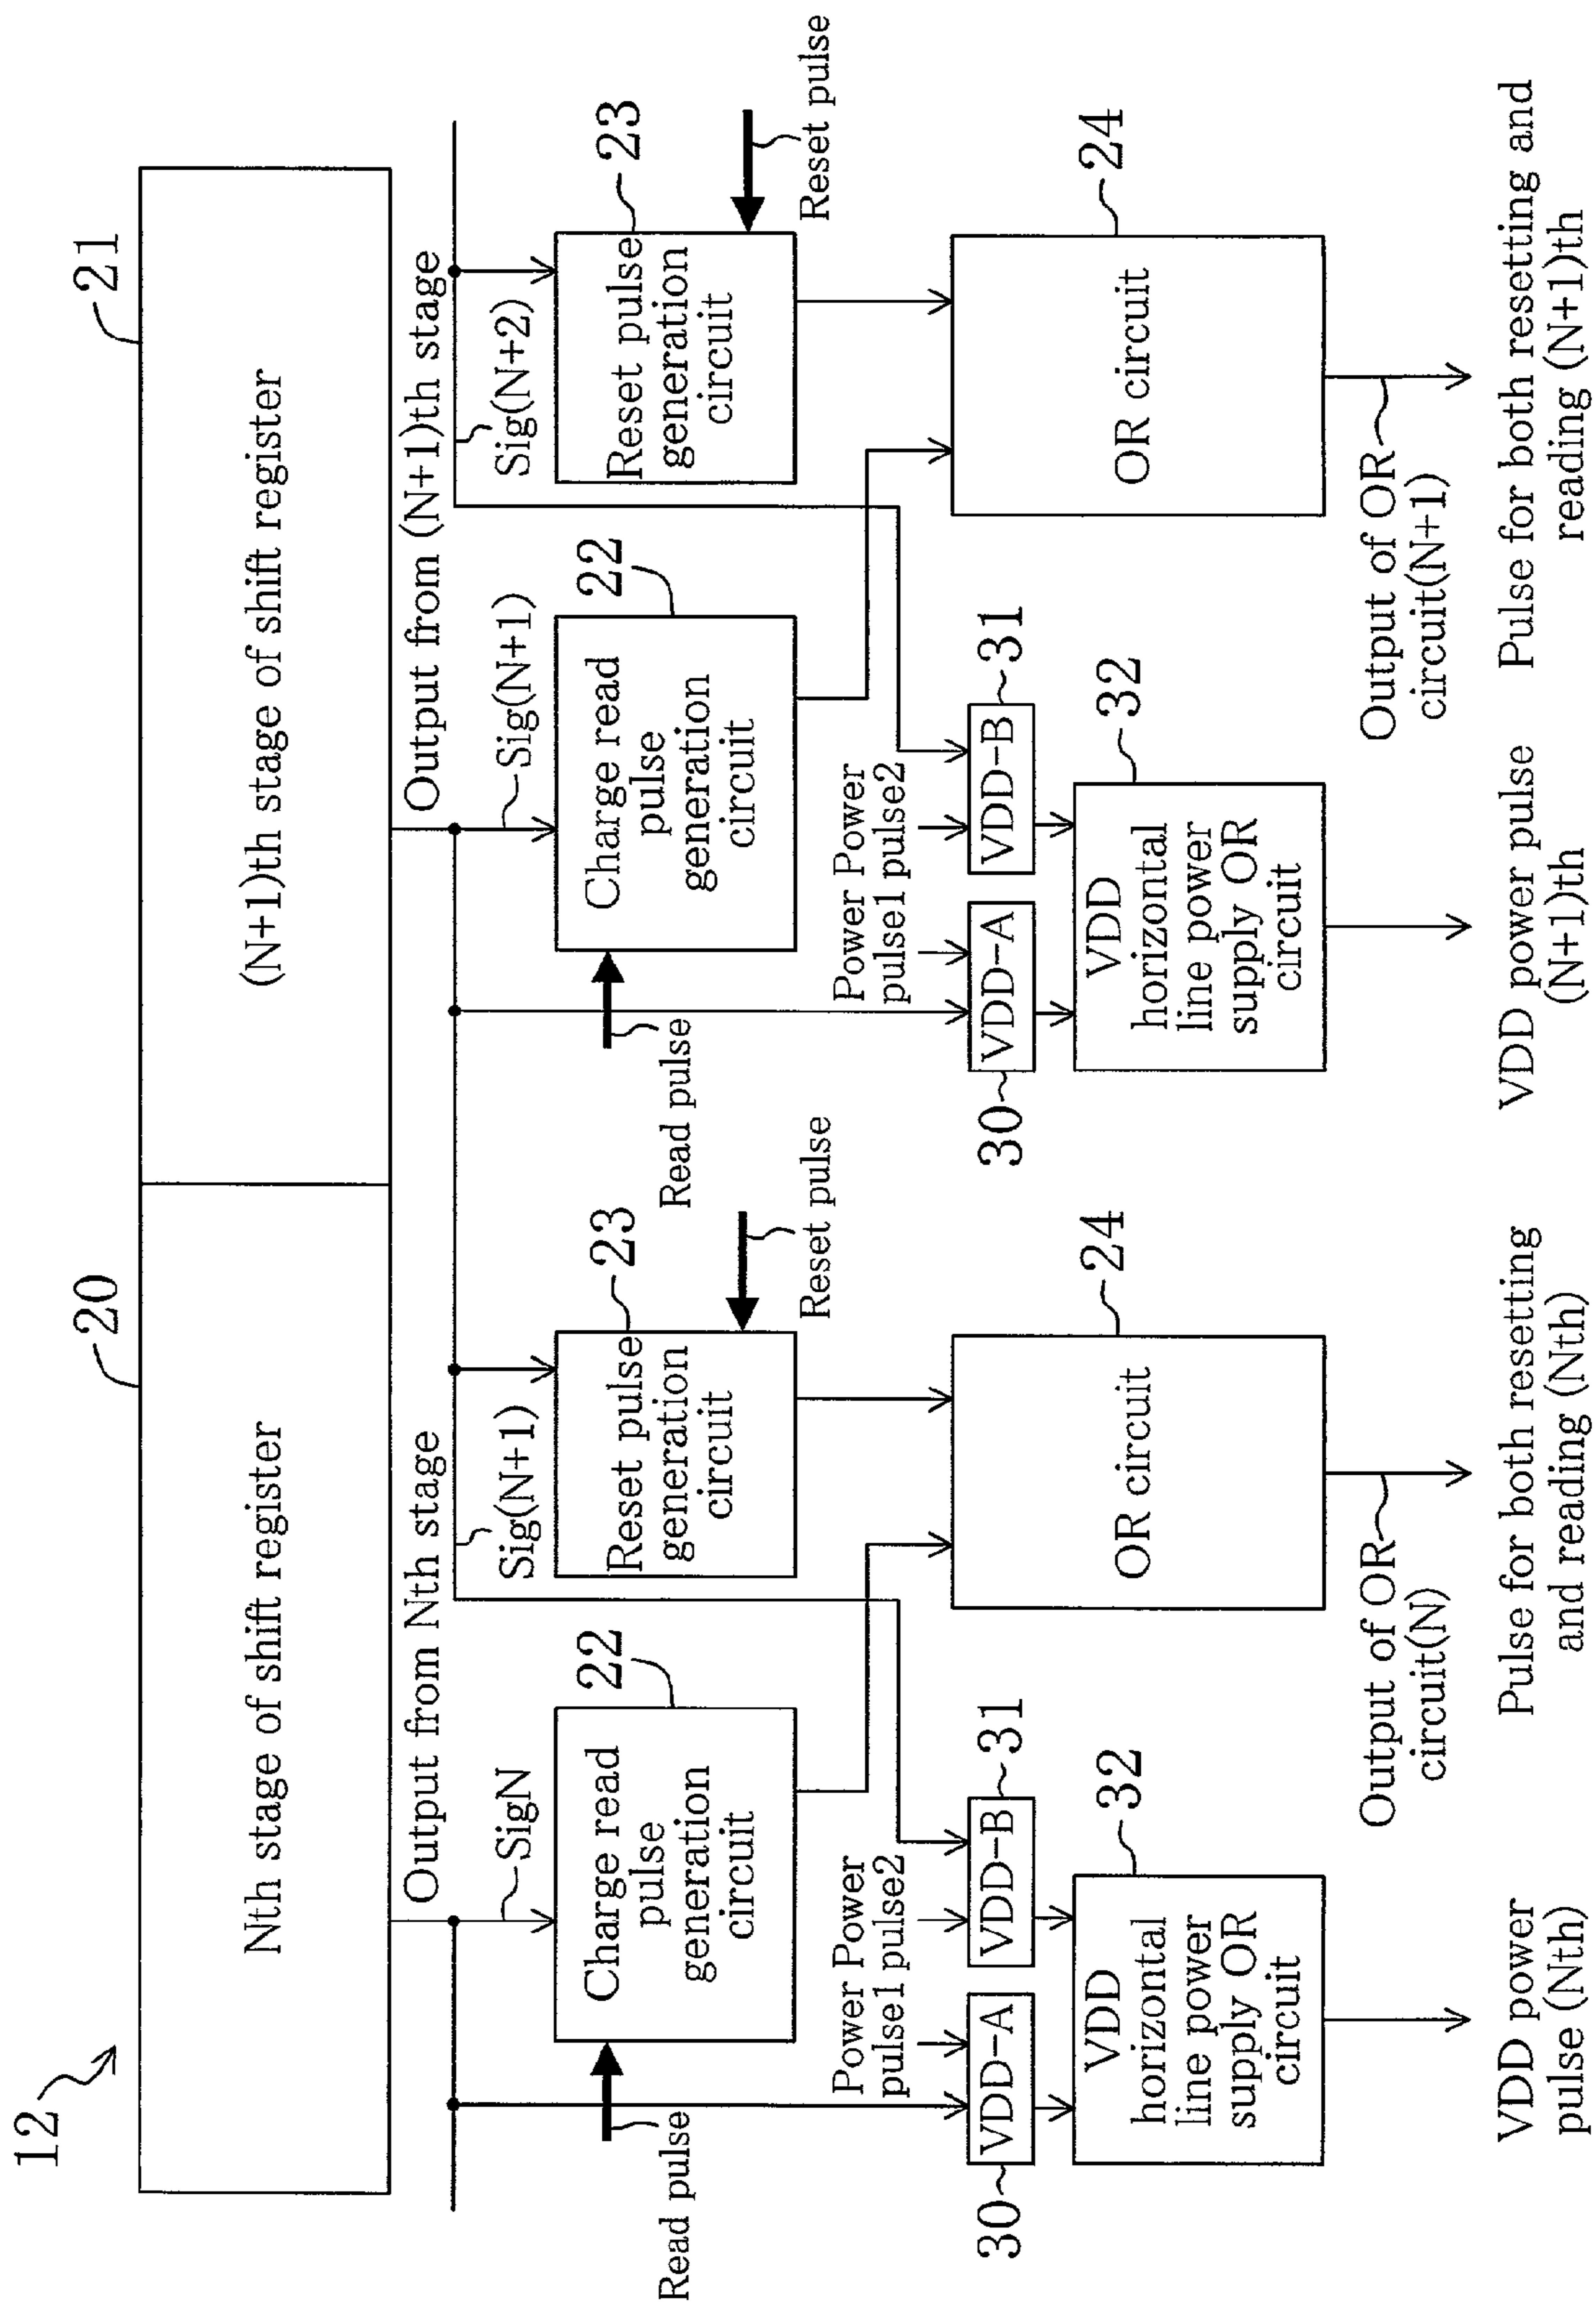 12
20
21
Nth stage of shift register
(N+1)th stage of shift register
Output from Nth stage
Output from (N+1)th stage
SigN
Sig(N+1)
Sig(N+1)
Sig(N+2)
22
23
22
23
Read pulse
Charge read
pulse
generation
circuit
Reset pulse
generation
circuit
Reset pulse
Read pulse
Charge read
pulse
generation
circuit
Reset pulse
generation
circuit
Reset pulse
Power Power
pulse1 pulse2
Power Power
pulse1 pulse2
30
VDD-A
VDD-B
31
30
VDD-A
VDD-B
31
32
24
32
24
VDD
horizontal
line power
supply OR
circuit
OR circuit
VDD
horizontal
line power
supply OR
circuit
OR circuit
Output of OR
circuit(N)
Output of OR
circuit(N+1)
VDD power
pulse (Nth)
Pulse for both resetting
and reading (Nth)
VDD power pulse
(N+1)th
Pulse for both resetting and
reading (N+1)th